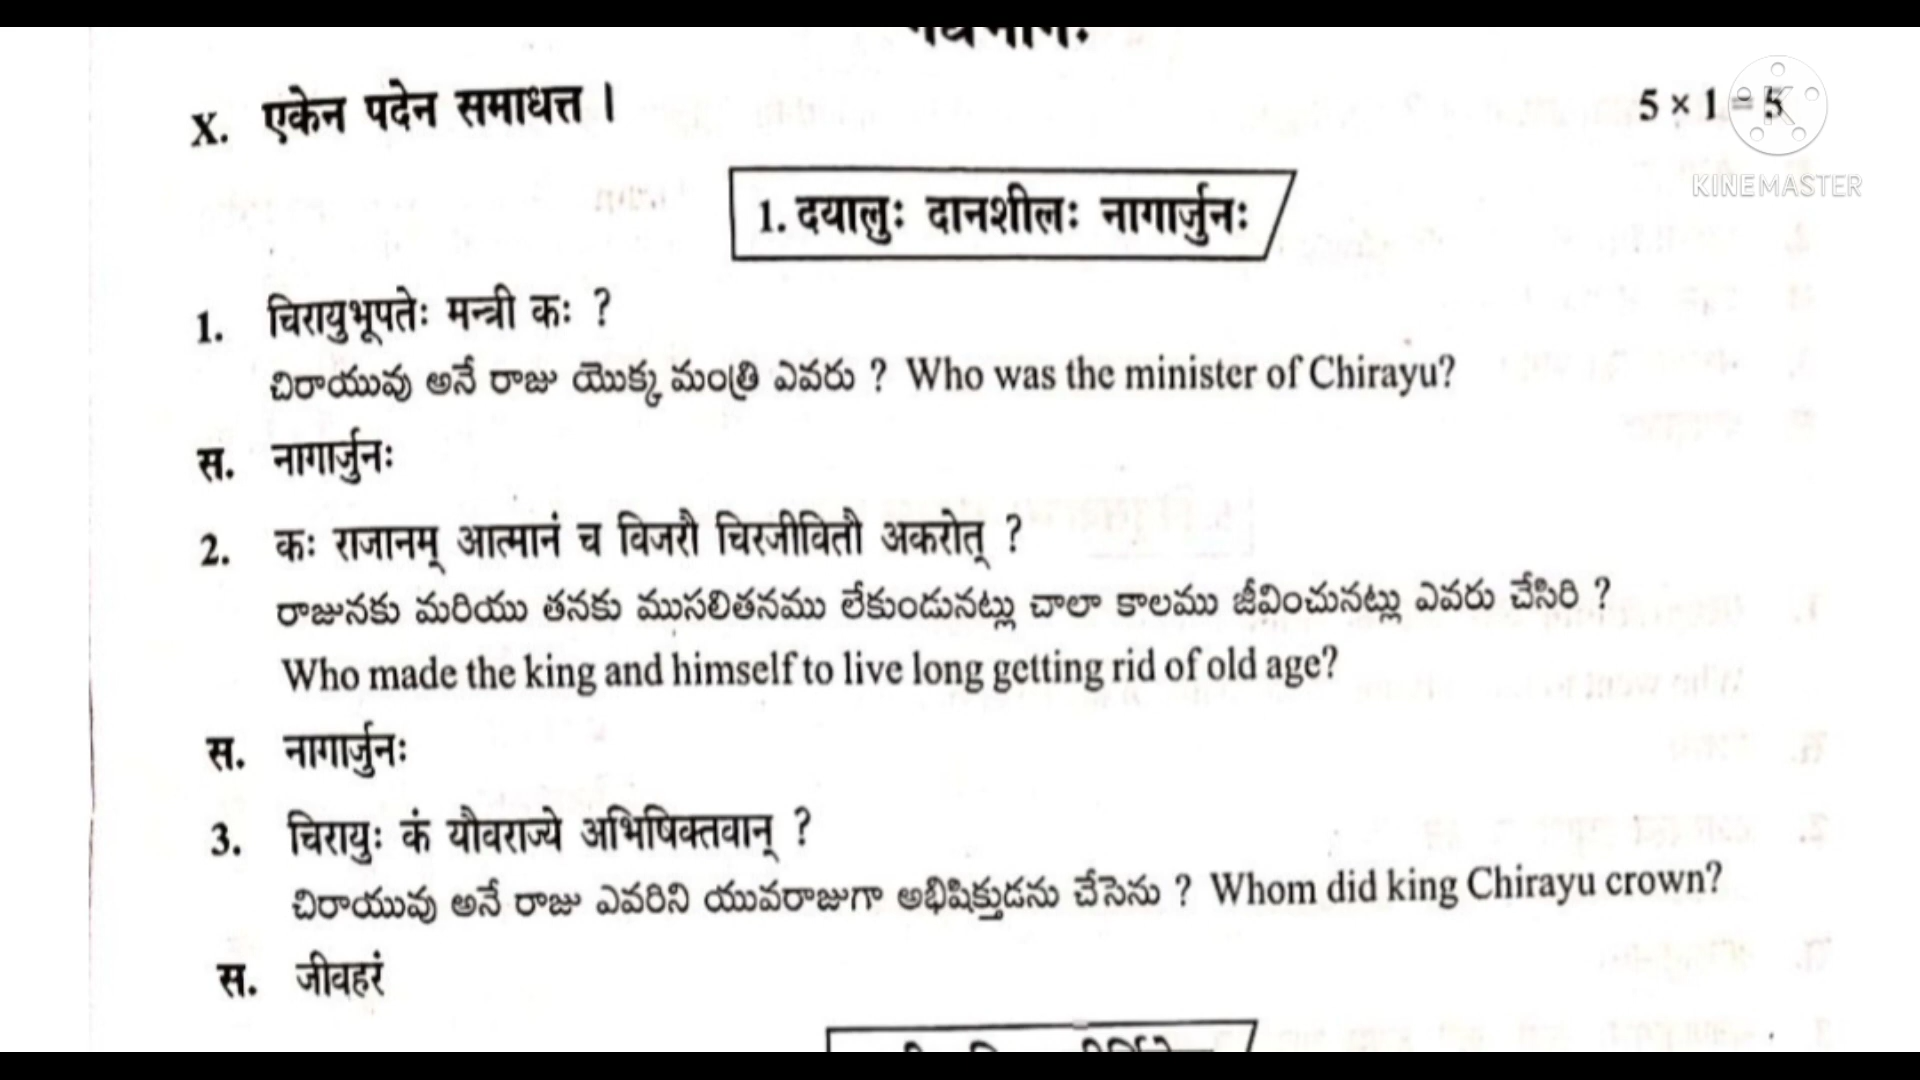 X. एकेन पदेन समाधत्त ।
5 × 1 = 5
KINEMASTER
1. दयालुः दानशीलः नागार्जुनः
1. चिरायुभूपतेः मन्त्री कः ?
చిరాయువు అనే రాజు యొక్క మంత్రి ఎవరు ? Who was the minister of Chirayu?
स. नागार्जुनः
2. कः राजानम् आत्मानं च विजरौ चिरजीवितौ अकरोत् ?
రాజునకు మరియు తనకు ముసలితనము లేకుండునట్లు చాలా కాలము జీవించునట్లు ఎవరు చేసిరి ?
Who made the king and himself to live long getting rid of old age?
स. नागार्जुनः
3. चिरायुः कं यौवराज्ये अभिषिक्तवान् ?
చిరాయువు అనే రాజు ఎవరిని యువరాజుగా అభిషిక్తుడను చేసెను ? Whom did king Chirayu crown?
स. जीवहरं